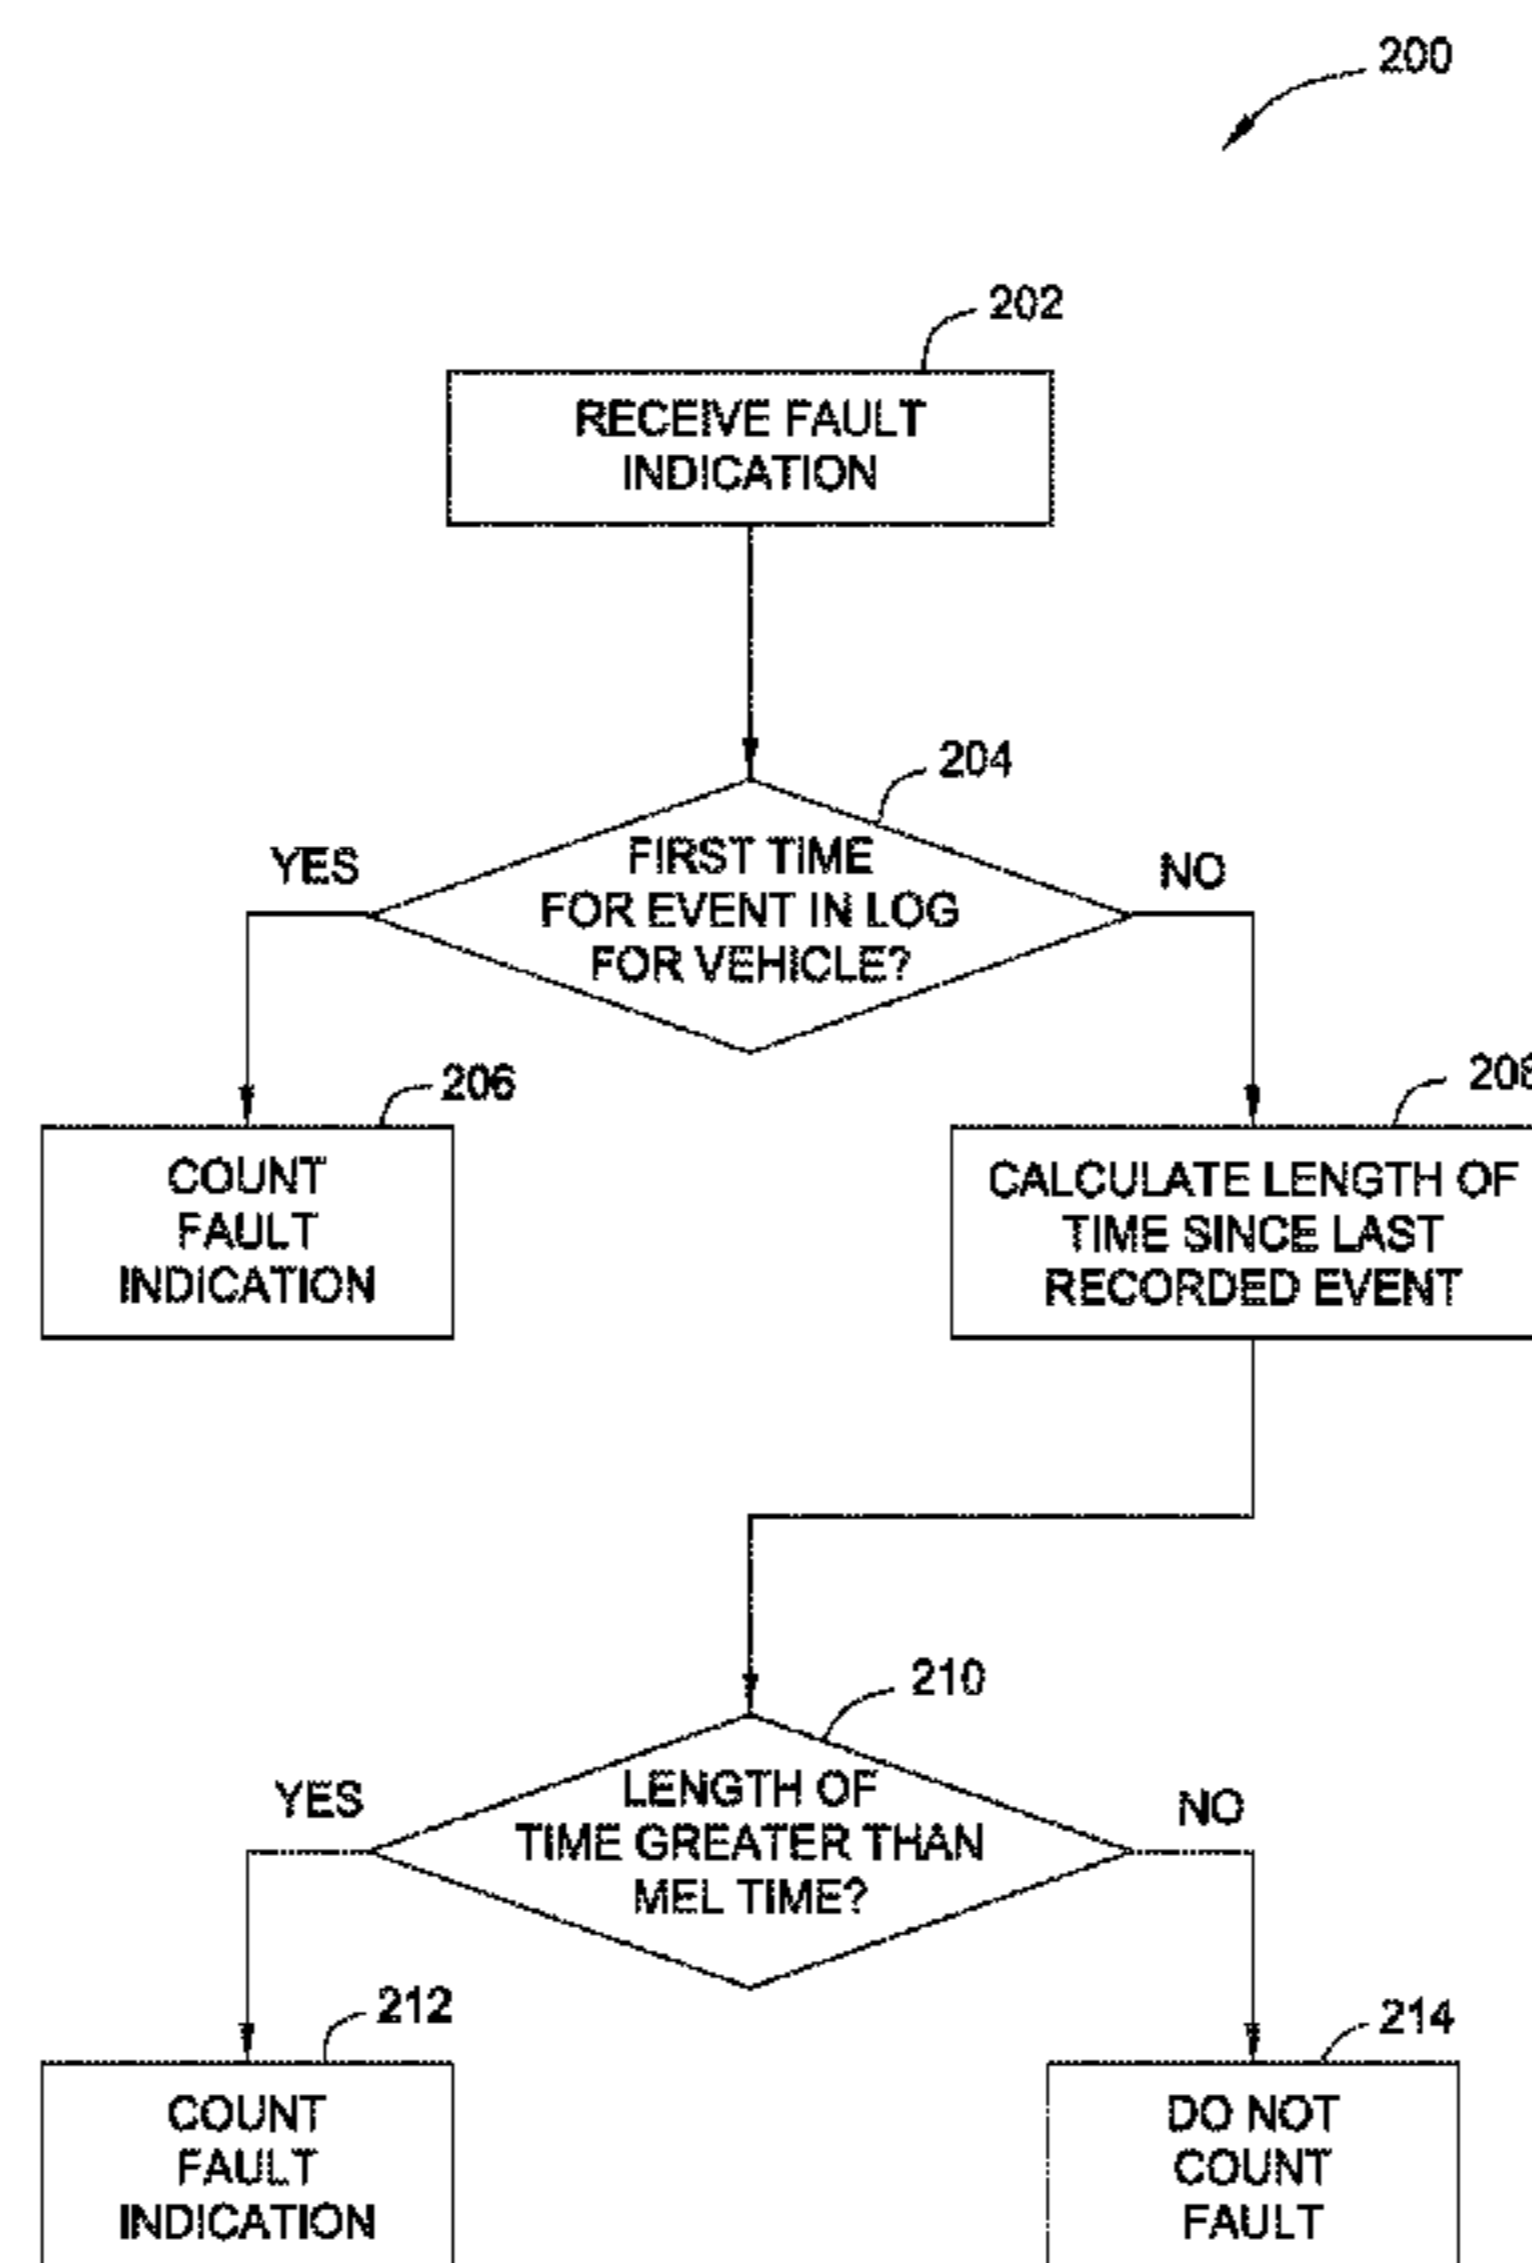 200
202
RECEIVE FAULT
INDICATION
204
YES
FIRST TIME
FOR EVENT IN LOG
FOR VEHICLE?
NO
206
COUNT
FAULT
INDICATION
208
CALCULATE LENGTH OF
TIME SINCE LAST
RECORDED EVENT
210
YES
LENGTH OF
TIME GREATER THAN
MEL TIME?
NO
212
COUNT
FAULT
INDICATION
214
DO NOT
COUNT
FAULT